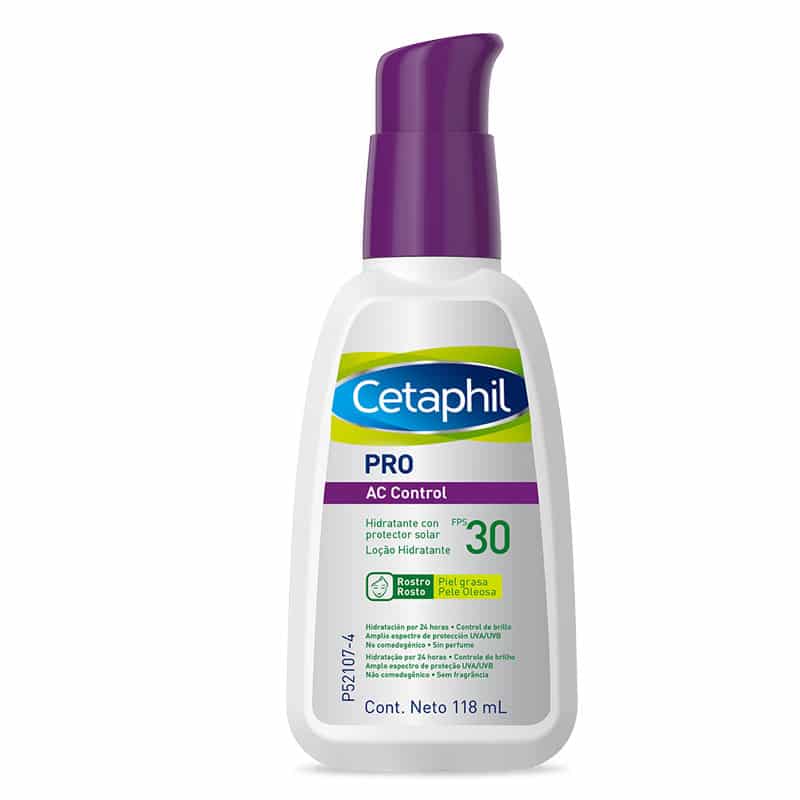 Cetaphil
PRO
AC Control
Hidratante con
protector solar
Loção Hidratante
FPS 30
Rostro
Rosto
Piel grasa
Pele Oleosa
Hidratación por 24 horas • Control de brillo
Amplio espectro de protección UVA/UVB
No comedogénico • Sin perfume
Hidratação por 24 horas • Controle de brilho
Amplo espectro de proteção UVA/UVB
Não comedogênico • Sem fragrância
P52107-4
Cont. Neto 118 mL